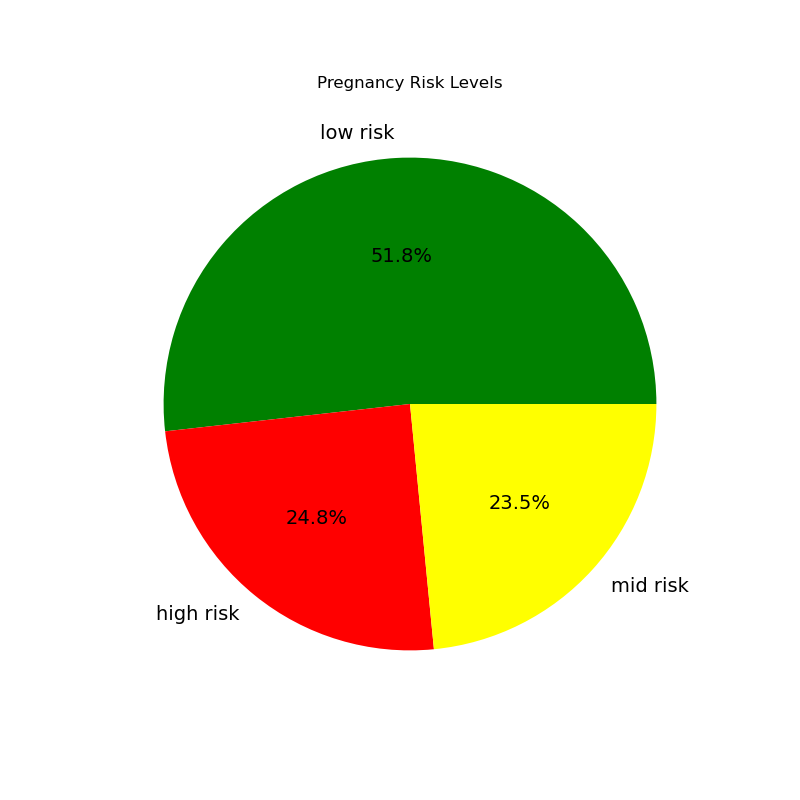 Pregnancy Risk Levels
low risk
51.8%
24.8%
23.5%
high risk
mid risk